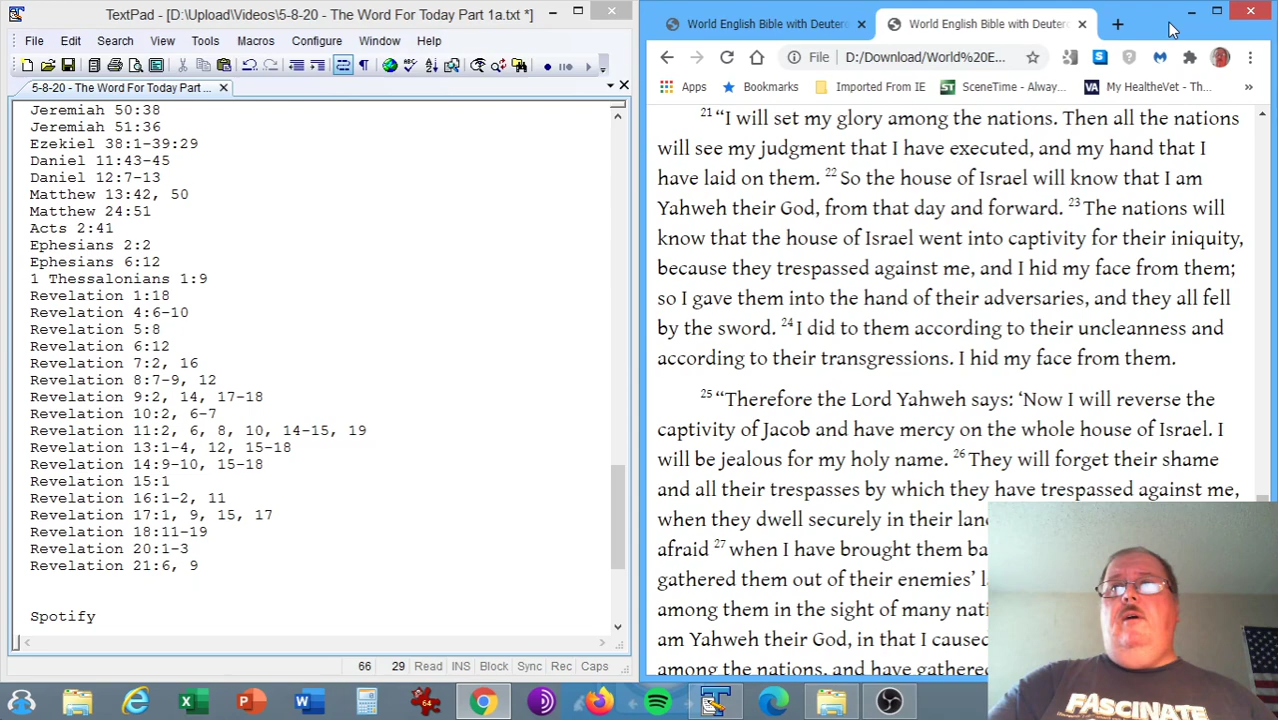 TextPad - [D:\Upload\Videos\5-8-20 - The Word For Today Part 1a.txt *]
File Edit Search View Tools Macros Configure Window Help
5-8-20 - The Word For Today Part ...
Jeremiah 50:38
Jeremiah 51:36
Ezekiel 38:1-39:29
Daniel 11:43-45
Daniel 12:7-13
Matthew 13:42, 50
Matthew 24:51
Acts 2:41
Ephesians 2:2
Ephesians 6:12
1 Thessalonians 1:9
Revelation 1:18
Revelation 4:6-10
Revelation 5:8
Revelation 6:12
Revelation 7:2, 16
Revelation 8:7-9, 12
Revelation 9:2, 14, 17-18
Revelation 10:2, 6-7
Revelation 11:2, 6, 8, 10, 14-15, 19
Revelation 13:1-4, 12, 15-18
Revelation 14:9-10, 15-18
Revelation 15:1
Revelation 16:1-2, 11
Revelation 17:1, 9, 15, 17
Revelation 18:11-19
Revelation 20:1-3
Revelation 21:6, 9
Spotify
66 29 Read INS Block Sync Rec Caps
World English Bible with Deutero World English Bible with Deutero
File D:/Download/World%20E...
Apps Bookmarks Imported From IE ST SceneTime - Alway... VA My HealtheVet - Th... »
21 “I will set my glory among the nations. Then all the nations
will see my judgment that I have executed, and my hand that I
have laid on them. 22 So the house of Israel will know that I am
Yahweh their God, from that day and forward. 23 The nations will
know that the house of Israel went into captivity for their iniquity,
because they trespassed against me, and I hid my face from them;
so I gave them into the hand of their adversaries, and they all fell
by the sword. 24 I did to them according to their uncleanness and
according to their transgressions. I hid my face from them.
25 “Therefore the Lord Yahweh says: ‘Now I will reverse the
captivity of Jacob and have mercy on the whole house of Israel. I
will be jealous for my holy name. 26 They will forget their shame
and all their trespasses by which they have trespassed against me,
when they dwell securely in their lan
afraid 27 when I have brought them ba
gathered them out of their enemies’ l
among them in the sight of many nati
am Yahweh their God, in that I caused
among the nations, and have gathered
FASCINATE
64